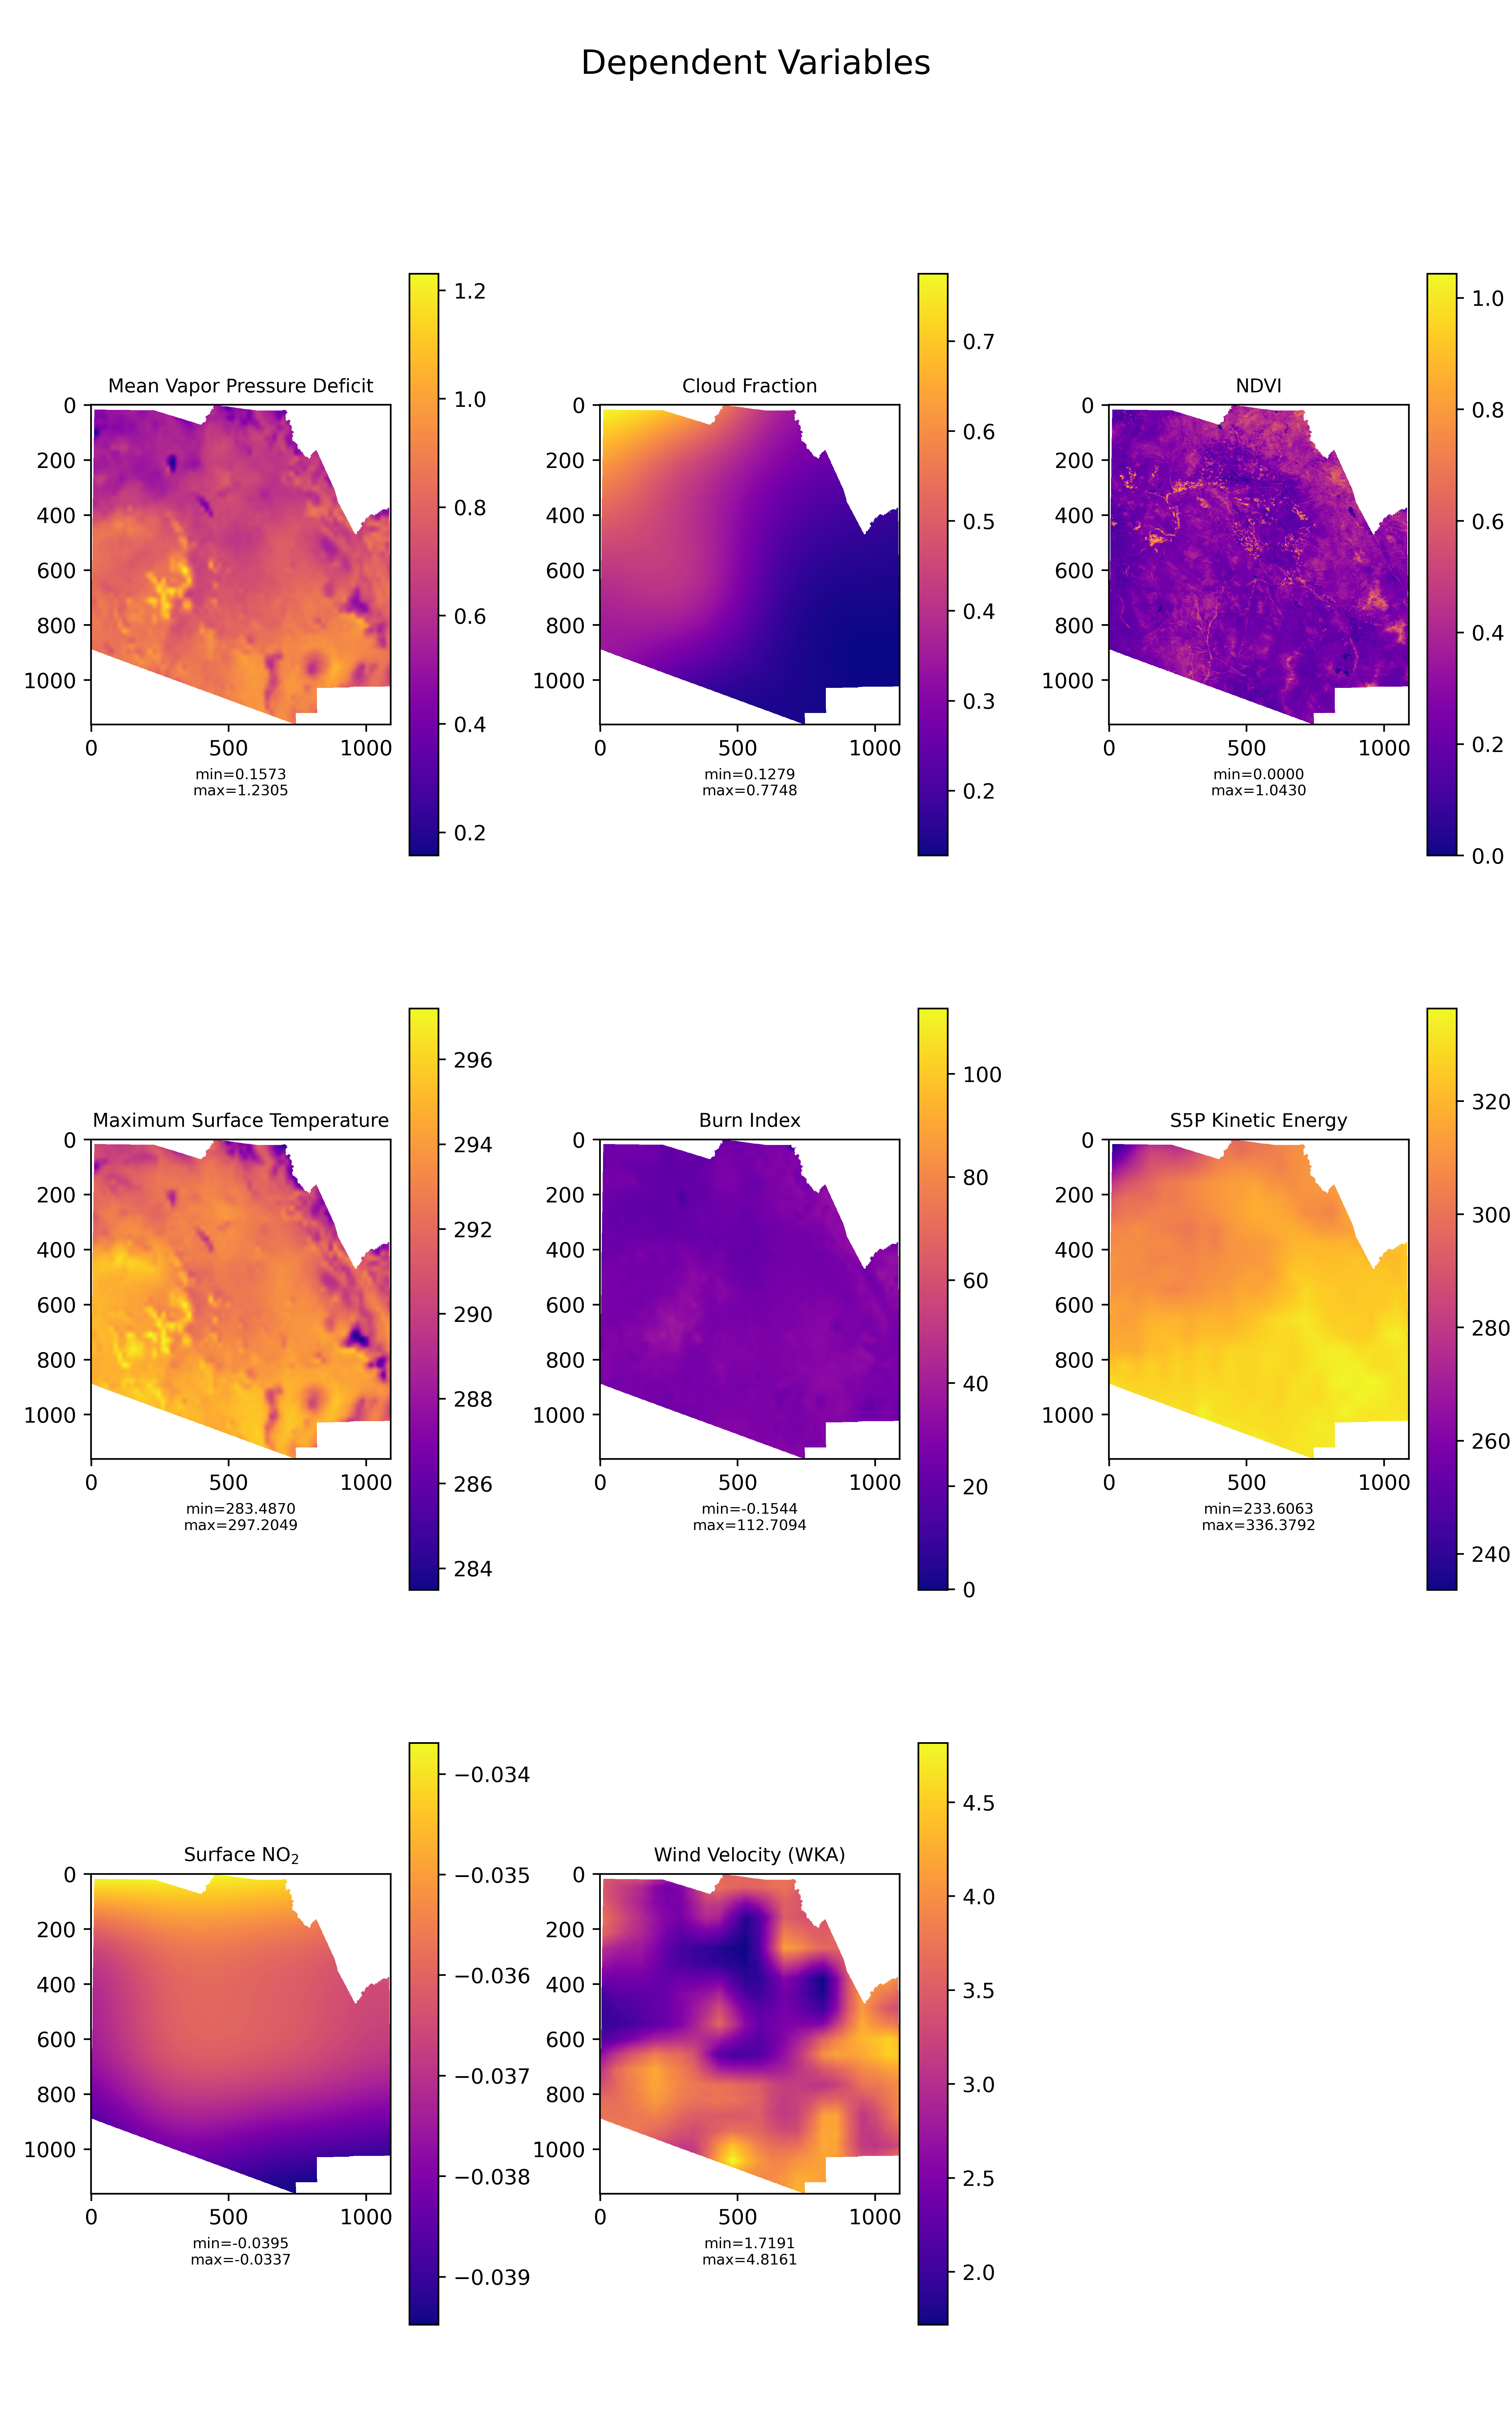 Dependent Variables
Mean Vapor Pressure Deficit
0
200
400
600
800
1000
0 500 1000
min=0.1573
max=1.2305
1.2
1.0
0.8
0.6
0.4
0.2
Cloud Fraction
0
200
400
600
800
1000
0 500 1000
min=0.1279
max=0.7748
0.7
0.6
0.5
0.4
0.3
0.2
NDVI
0
200
400
600
800
1000
0 500 1000
min=0.0000
max=1.0430
1.0
0.8
0.6
0.4
0.2
0.0
Maximum Surface Temperature
0
200
400
600
800
1000
0 500 1000
min=283.4870
max=297.2049
296
294
292
290
288
286
284
Burn Index
0
200
400
600
800
1000
0 500 1000
min=-0.1544
max=112.7094
100
80
60
40
20
0
S5P Kinetic Energy
0
200
400
600
800
1000
0 500 1000
min=233.6063
max=336.3792
320
300
280
260
240
Surface NO₂
0
200
400
600
800
1000
0 500 1000
min=-0.0395
max=-0.0337
−0.034
−0.035
−0.036
−0.037
−0.038
−0.039
Wind Velocity (WKA)
0
200
400
600
800
1000
0 500 1000
min=1.7191
max=4.8161
4.5
4.0
3.5
3.0
2.5
2.0